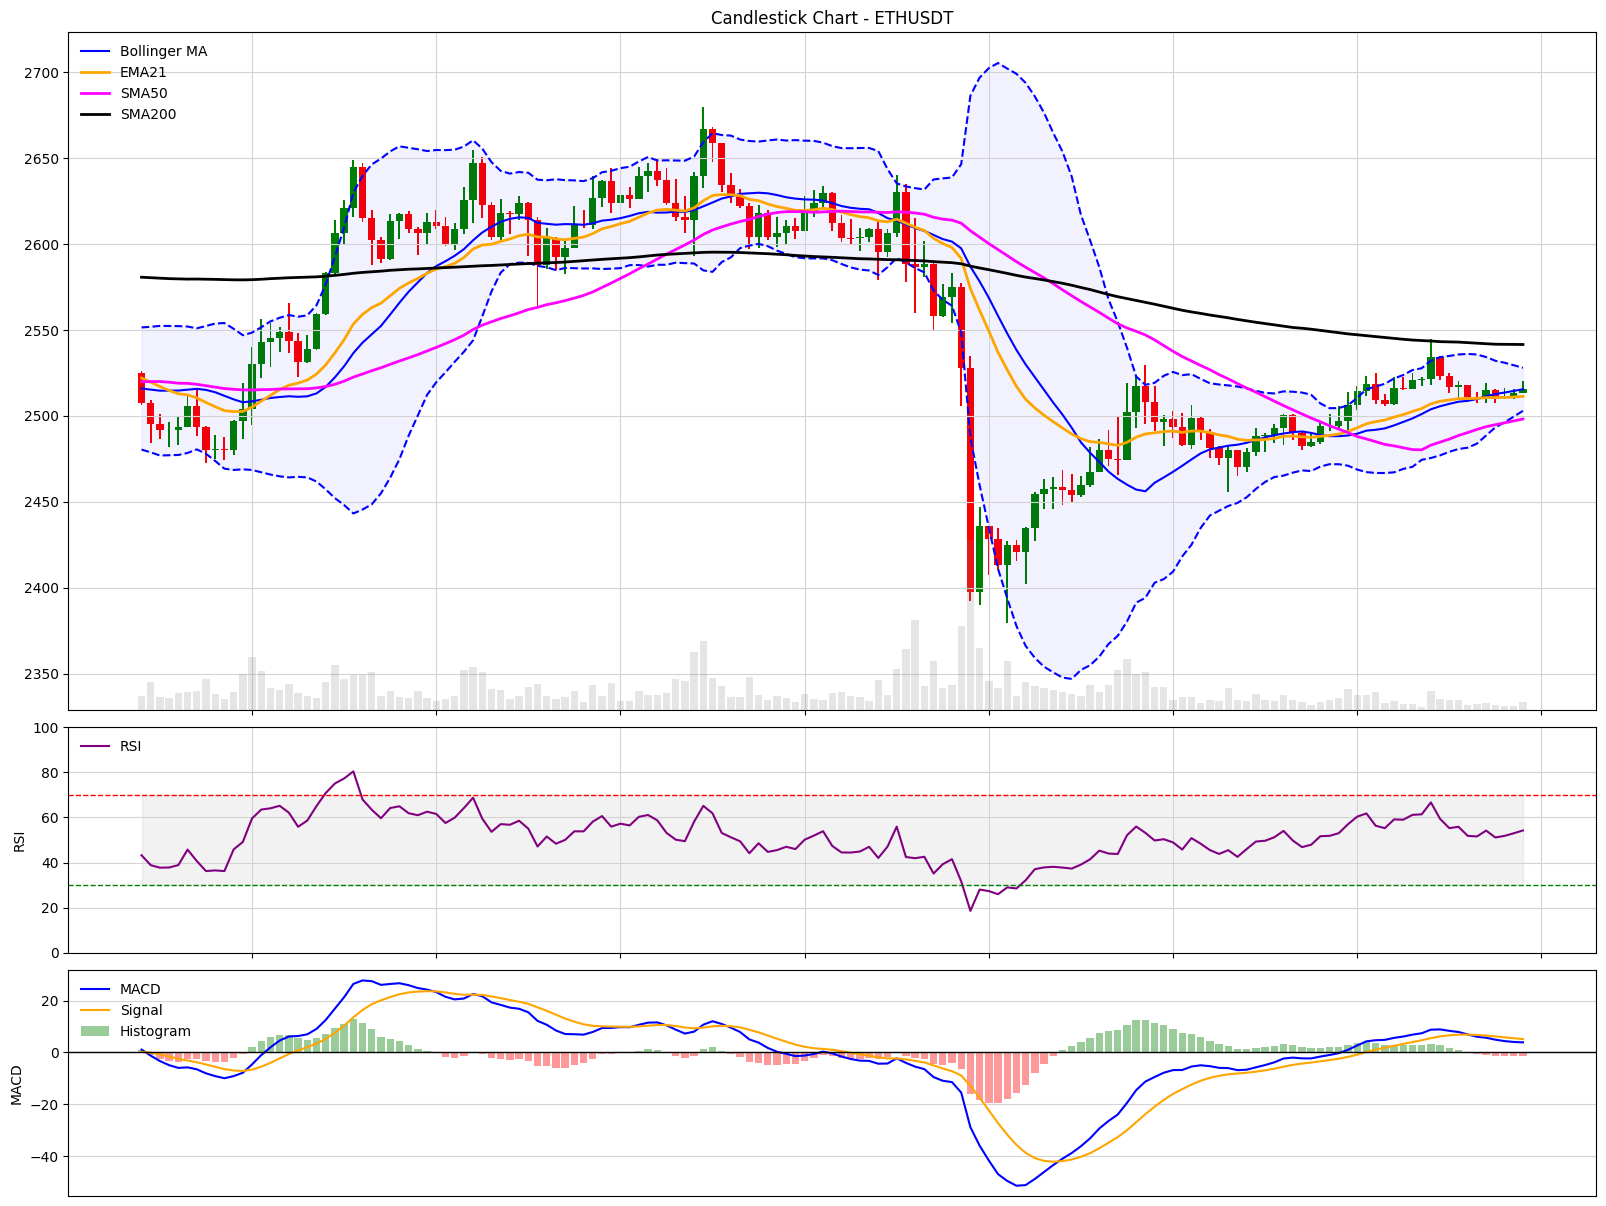 Candlestick Chart - ETHUSDT
Bollinger MA
EMA21
SMA50
SMA200
2700
2650
2600
2550
2500
2450
2400
2350
RSI
100
80
60
40
20
0
RSI
MACD
Signal
Histogram
20
0
−20
−40
MACD